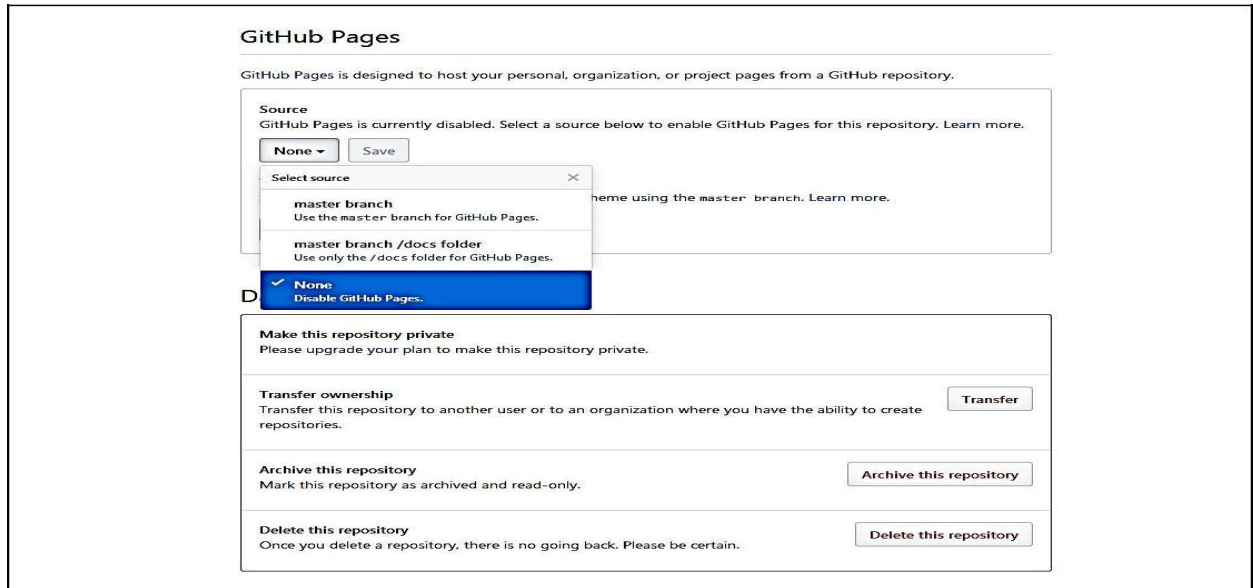 GitHub Pages
GitHub Pages is designed to host your personal, organization, or project pages from a GitHub repository.
Source
GitHub Pages is currently disabled. Select a source below to enable GitHub Pages for this repository. Learn more.
None
Save
Select source
heme using the master branch. Learn more.
master branch
Use the master branch for GitHub Pages.
master branch /docs folder
Use only the /docs folder for GitHub Pages.
None
Disable GitHub Pages.
D
Make this repository private
Please upgrade your plan to make this repository private.
Transfer ownership
Transfer this repository to another user or to an organization where you have the ability to create
repositories.
Transfer
Archive this repository
Mark this repository as archived and read-only.
Archive this repository
Delete this repository
Once you delete a repository, there is no going back. Please be certain.
Delete this repository